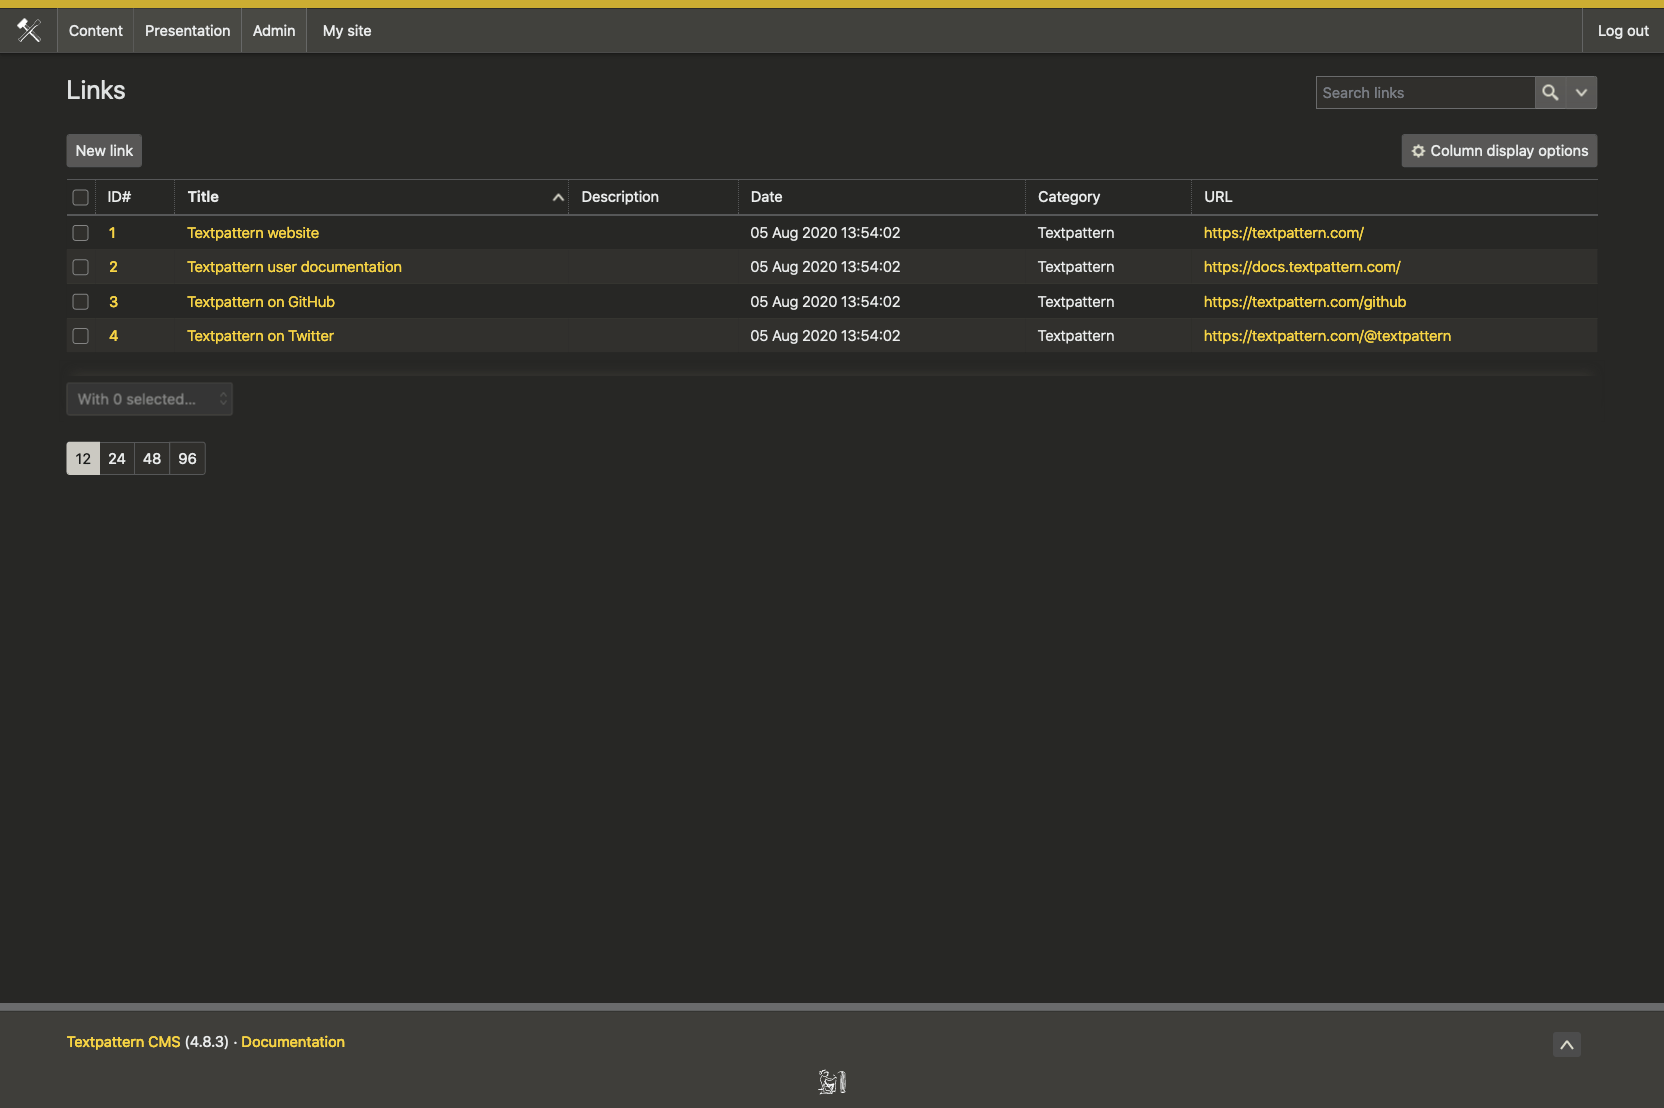 Content Presentation Admin My site Log out
Links
Search links
New link
Column display options
ID# Title Description Date Category URL
1 Textpattern website 05 Aug 2020 13:54:02 Textpattern https://textpattern.com/
2 Textpattern user documentation 05 Aug 2020 13:54:02 Textpattern https://docs.textpattern.com/
3 Textpattern on GitHub 05 Aug 2020 13:54:02 Textpattern https://textpattern.com/github
4 Textpattern on Twitter 05 Aug 2020 13:54:02 Textpattern https://textpattern.com/@textpattern
With 0 selected...
12 24 48 96
Textpattern CMS (4.8.3) · Documentation